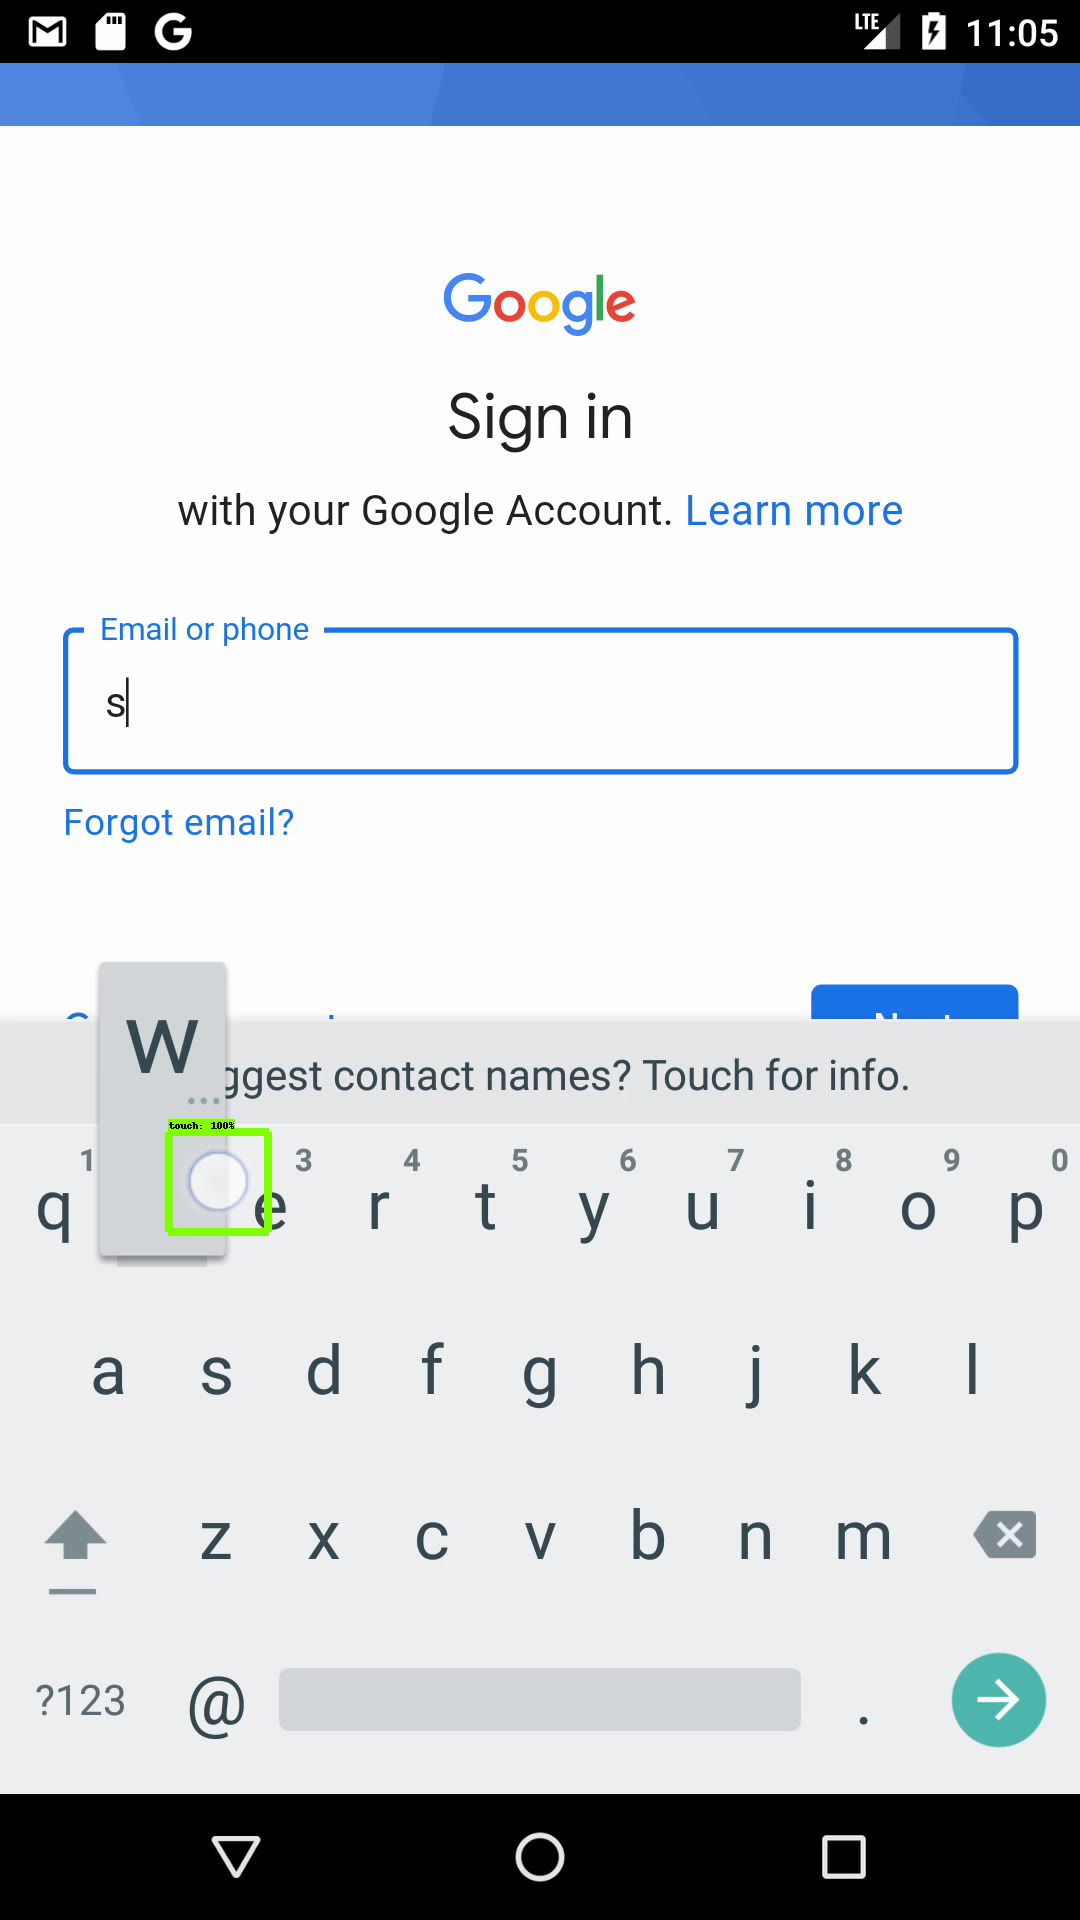 LTE 11:05
Google
Sign in
with your Google Account. Learn more
Email or phone
s
Forgot email?
w
ggest contact names? Touch for info.
...
touch: 100%
1 3 4 5 6 7 8 9 0
q e r t y u i o p
a s d f g h j k l
z x c v b n m
?123 @ .